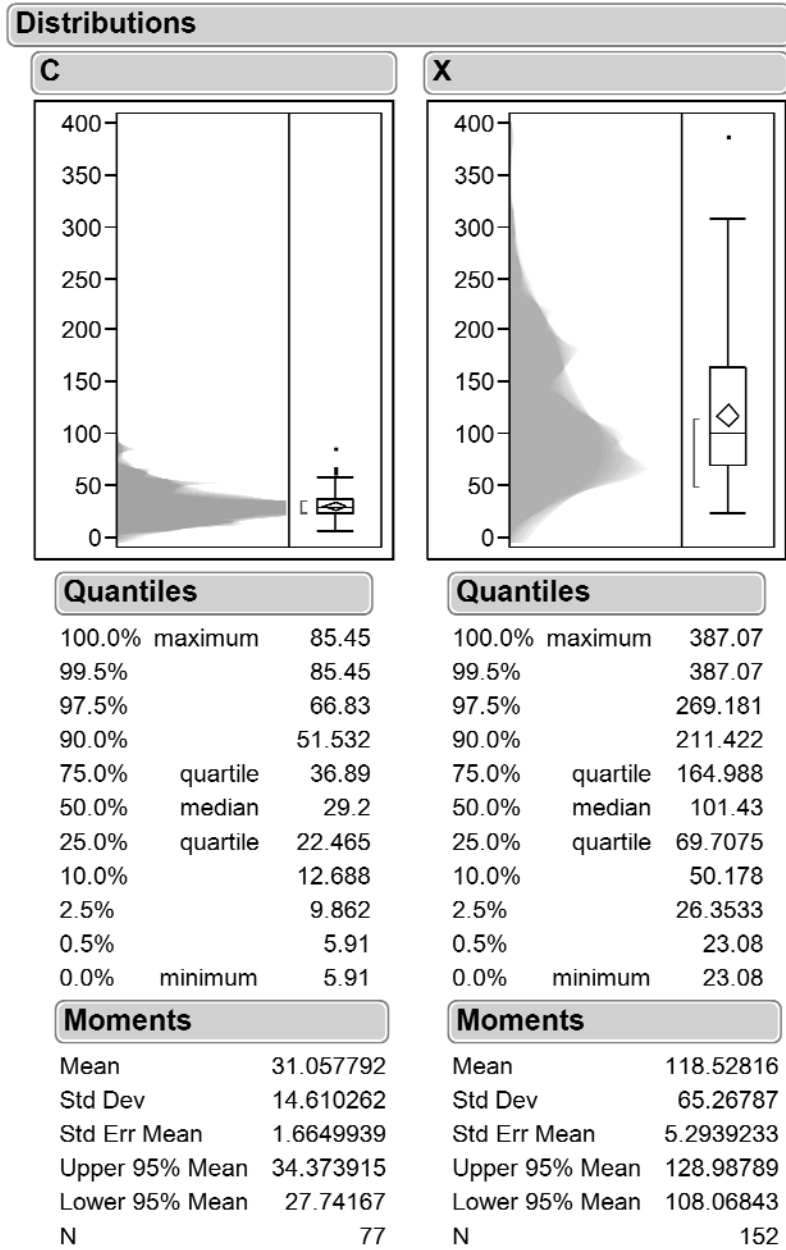 Distributions
C
400
350
300
250
200
150
100
50
0
Quantiles
100.0% maximum 85.45
99.5% 85.45
97.5% 66.83
90.0% 51.532
75.0% quartile 36.89
50.0% median 29.2
25.0% quartile 22.465
10.0% 12.688
2.5% 9.862
0.5% 5.91
0.0% minimum 5.91
Moments
Mean 31.057792
Std Dev 14.610262
Std Err Mean 1.6649939
Upper 95% Mean 34.373915
Lower 95% Mean 27.74167
N 77
X
400
350
300
250
200
150
100
50
0
Quantiles
100.0% maximum 387.07
99.5% 387.07
97.5% 269.181
90.0% 211.422
75.0% quartile 164.988
50.0% median 101.43
25.0% quartile 69.7075
10.0% 50.178
2.5% 26.3533
0.5% 23.08
0.0% minimum 23.08
Moments
Mean 118.52816
Std Dev 65.26787
Std Err Mean 5.2939233
Upper 95% Mean 128.98789
Lower 95% Mean 108.06843
N 152